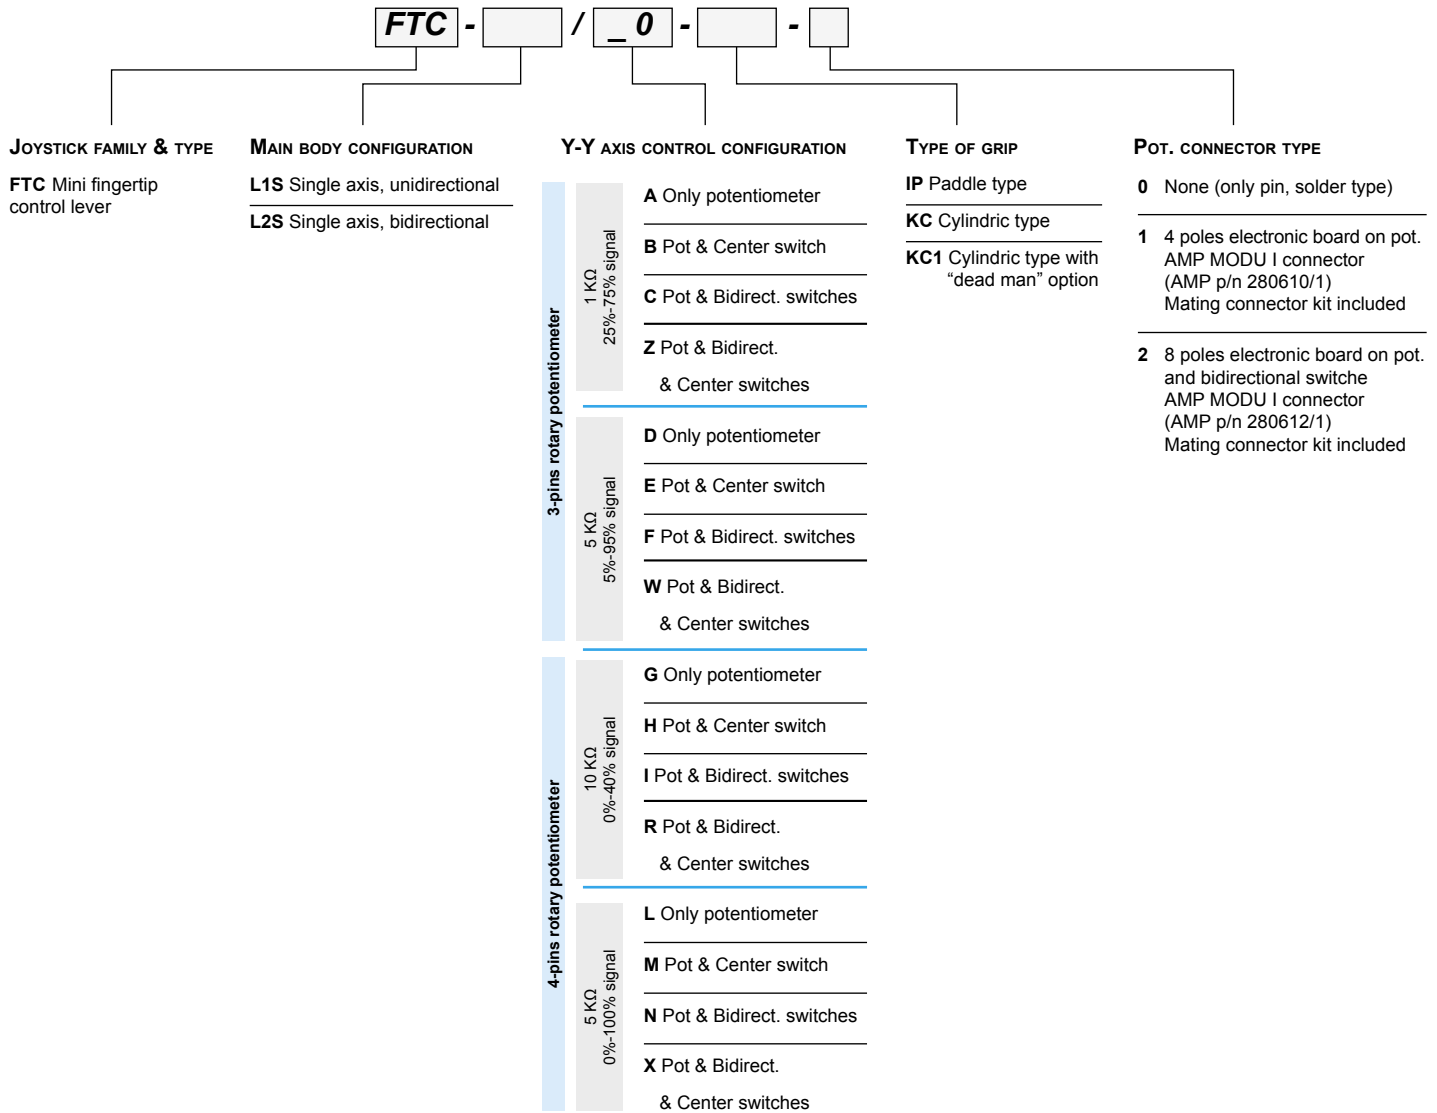 FTC - / _ 0 - -
JOYSTICK FAMILY & TYPE
FTC Mini fingertip
control lever
MAIN BODY CONFIGURATION
L1S Single axis, unidirectional
L2S Single axis, bidirectional
Y-Y AXIS CONTROL CONFIGURATION
3-pins rotary potentiometer
1 KΩ
25%-75% signal
A Only potentiometer
B Pot & Center switch
C Pot & Bidirect. switches
Z Pot & Bidirect.
& Center switches
5 KΩ
5%-95% signal
D Only potentiometer
E Pot & Center switch
F Pot & Bidirect. switches
W Pot & Bidirect.
& Center switches
4-pins rotary potentiometer
10 KΩ
0%-40% signal
G Only potentiometer
H Pot & Center switch
I Pot & Bidirect. switches
R Pot & Bidirect.
& Center switches
5 KΩ
0%-100% signal
L Only potentiometer
M Pot & Center switch
N Pot & Bidirect. switches
X Pot & Bidirect.
& Center switches
TYPE OF GRIP
IP Paddle type
KC Cylindric type
KC1 Cylindric type with
“dead man” option
POT. CONNECTOR TYPE
0 None (only pin, solder type)
1 4 poles electronic board on pot.
AMP MODU I connector
(AMP p/n 280610/1)
Mating connector kit included
2 8 poles electronic board on pot.
and bidirectional switche
AMP MODU I connector
(AMP p/n 280612/1)
Mating connector kit included